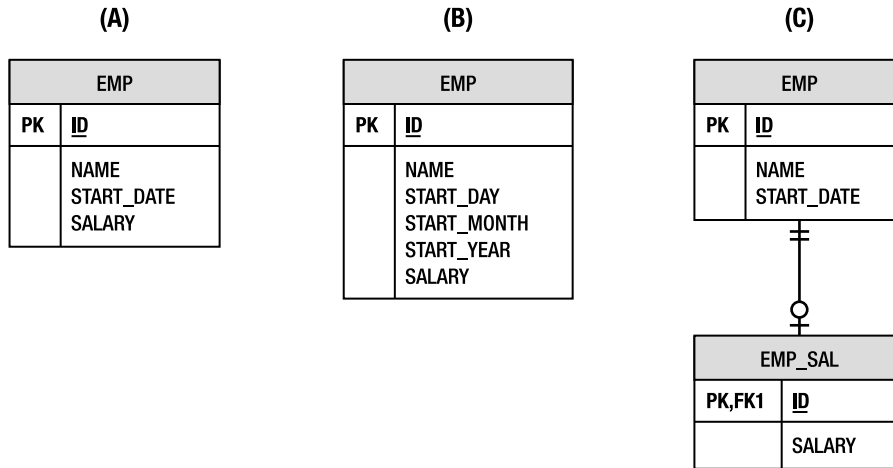 (A)
EMP
PK ID
NAME
START_DATE
SALARY
(B)
EMP
PK ID
NAME
START_DAY
START_MONTH
START_YEAR
SALARY
(C)
EMP
PK ID
NAME
START_DATE
EMP_SAL
PK,FK1 ID
SALARY